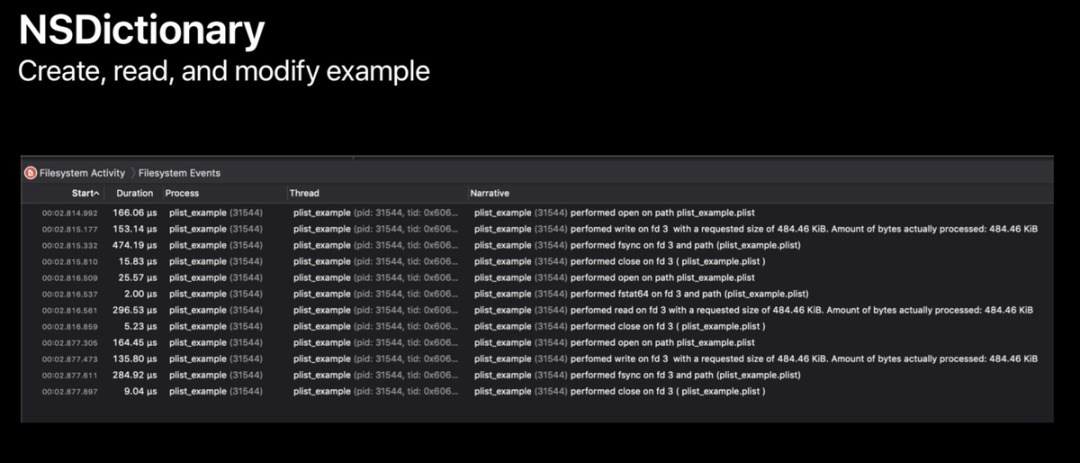 NSDictionary
Create, read, and modify example
Filesystem Activity 〉Filesystem Events
Start Duration Process Thread Narrative
00:02.814.992 166.06 µs plist_example (31544) plist_example (pid: 31544, tid: 0x606... plist_example (31544) performed open on path plist_example.plist
00:02.815.177 153.14 µs plist_example (31544) plist_example (pid: 31544, tid: 0x606... plist_example (31544) perfomed write on fd 3 with a requested size of 484.46 KiB. Amount of bytes actually processed: 484.46 KiB
00:02.815.332 474.19 µs plist_example (31544) plist_example (pid: 31544, tid: 0x606... plist_example (31544) performed fsync on fd 3 and path (plist_example.plist)
00:02.815.810 15.83 µs plist_example (31544) plist_example (pid: 31544, tid: 0x606... plist_example (31544) performed close on fd 3 ( plist_example.plist )
00:02.816.509 25.57 µs plist_example (31544) plist_example (pid: 31544, tid: 0x606... plist_example (31544) performed open on path plist_example.plist
00:02.816.537 2.00 µs plist_example (31544) plist_example (pid: 31544, tid: 0x606... plist_example (31544) performed fstat64 on fd 3 and path (plist_example.plist)
00:02.816.561 296.53 µs plist_example (31544) plist_example (pid: 31544, tid: 0x606... plist_example (31544) perfomed read on fd 3 with a requested size of 484.46 KiB. Amount of bytes actually processed: 484.46 KiB
00:02.816.859 5.23 µs plist_example (31544) plist_example (pid: 31544, tid: 0x606... plist_example (31544) performed close on fd 3 ( plist_example.plist )
00:02.877.305 164.45 µs plist_example (31544) plist_example (pid: 31544, tid: 0x606... plist_example (31544) performed open on path plist_example.plist
00:02.877.473 135.80 µs plist_example (31544) plist_example (pid: 31544, tid: 0x606... plist_example (31544) perfomed write on fd 3 with a requested size of 484.46 KiB. Amount of bytes actually processed: 484.46 KiB
00:02.877.611 284.92 µs plist_example (31544) plist_example (pid: 31544, tid: 0x606... plist_example (31544) performed fsync on fd 3 and path (plist_example.plist)
00:02.877.897 9.04 µs plist_example (31544) plist_example (pid: 31544, tid: 0x606... plist_example (31544) performed close on fd 3 ( plist_example.plist )